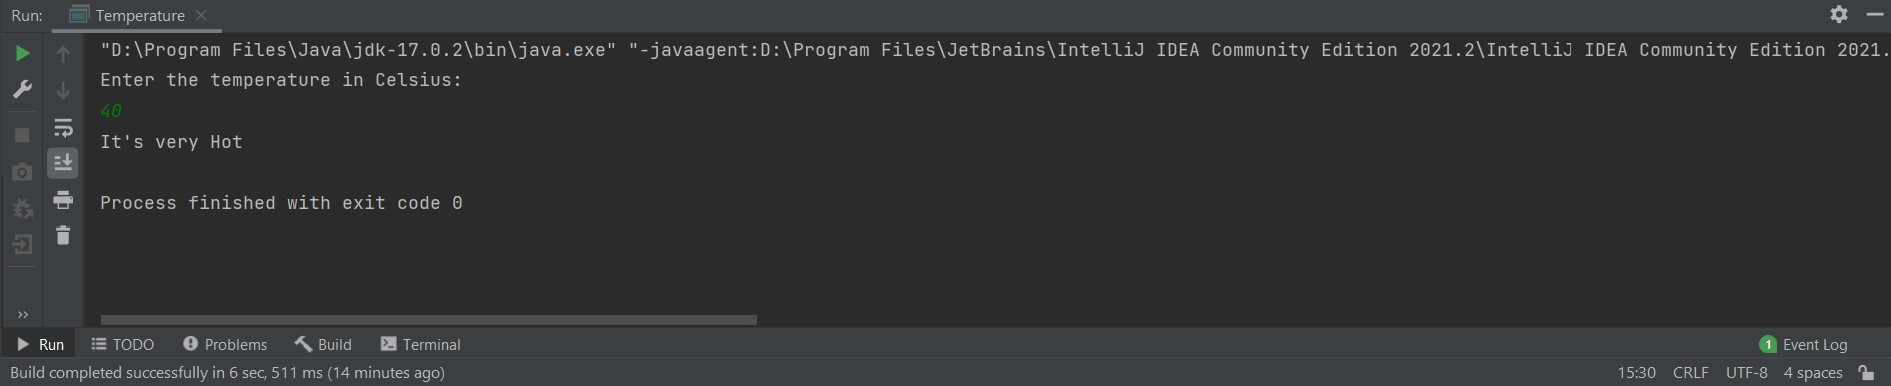 Run: Temperature
"D:\Program Files\Java\jdk-17.0.2\bin\java.exe" "-javaagent:D:\Program Files\JetBrains\IntelliJ IDEA Community Edition 2021.2\IntelliJ IDEA Community Edition 2021.
Enter the temperature in Celsius:
40
It's very Hot
Process finished with exit code 0
Run TODO Problems Build Terminal 1 Event Log
Build completed successfully in 6 sec, 511 ms (14 minutes ago) 15:30 CRLF UTF-8 4 spaces